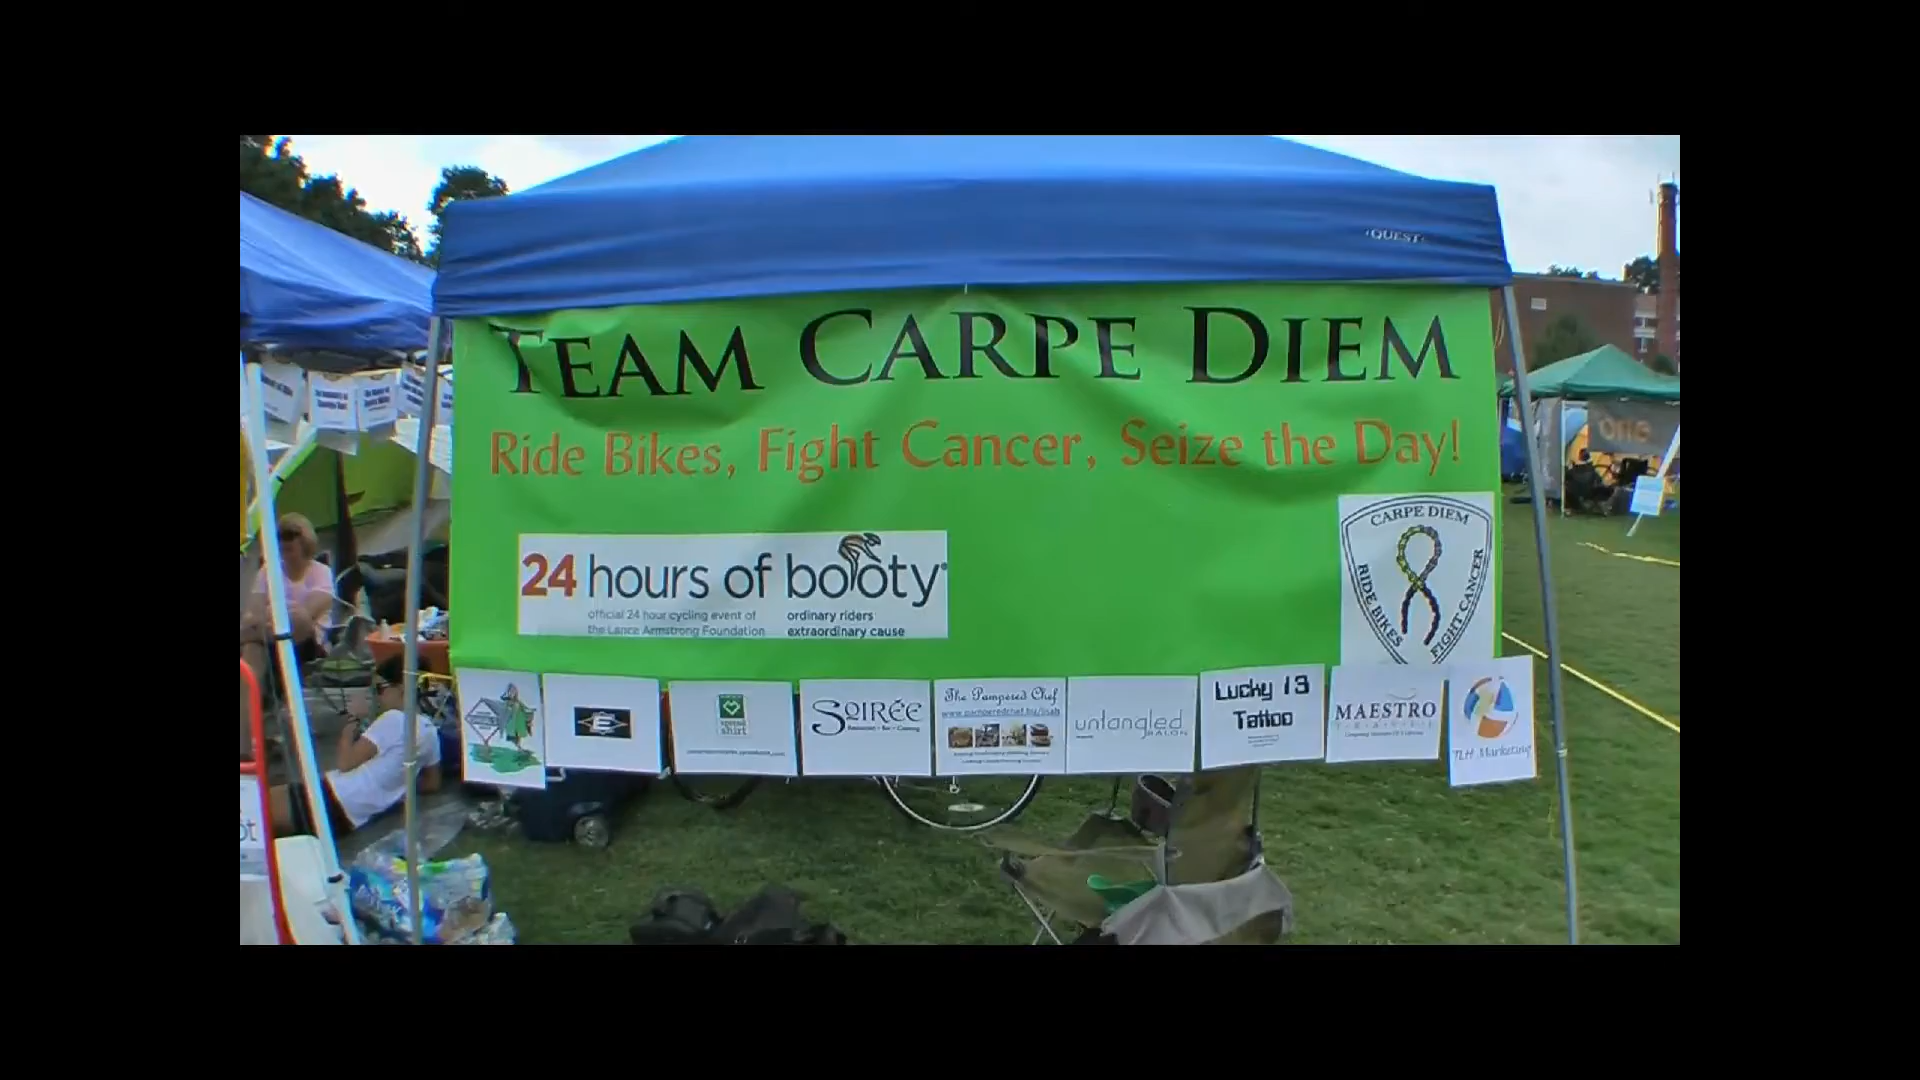 QUEST
TEAM CARPE DIEM
Ride Bikes, Fight Cancer, Seize the Day!
24 hours of booty
official 24 hour cycling event of
the Lance Armstrong Foundation
ordinary riders
extraordinary cause
CARPE DIEM
RIDE BIKES
FIGHT CANCER
one
E
spread
shirt
SOIRÉE
The Pampered Chef
untangled
SALON
Lucky 13
Tattoo
MAESTRO
TLH Marketing